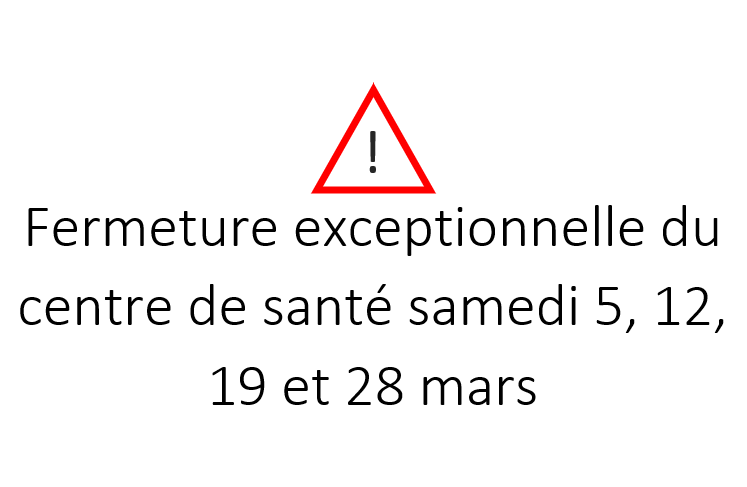 !
Fermeture exceptionnelle du
centre de santé samedi 5, 12,
19 et 28 mars